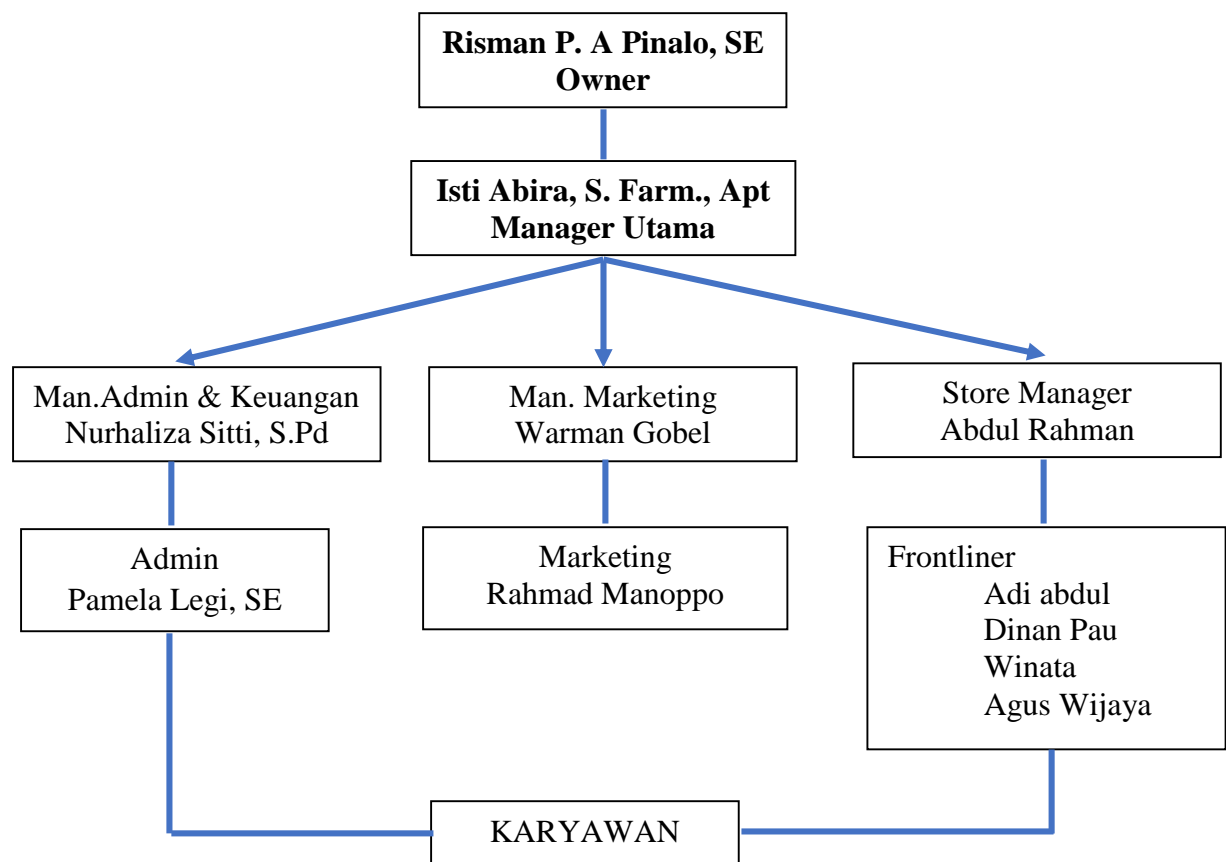 Risman P. A Pinalo, SE
Owner
Isti Abira, S. Farm., Apt
Manager Utama
Man.Admin & Keuangan
Nurhaliza Sitti, S.Pd
Man. Marketing
Warman Gobel
Store Manager
Abdul Rahman
Admin
Pamela Legi, SE
Marketing
Rahmad Manoppo
Frontliner
Adi abdul
Dinan Pau
Winata
Agus Wijaya
KARYAWAN